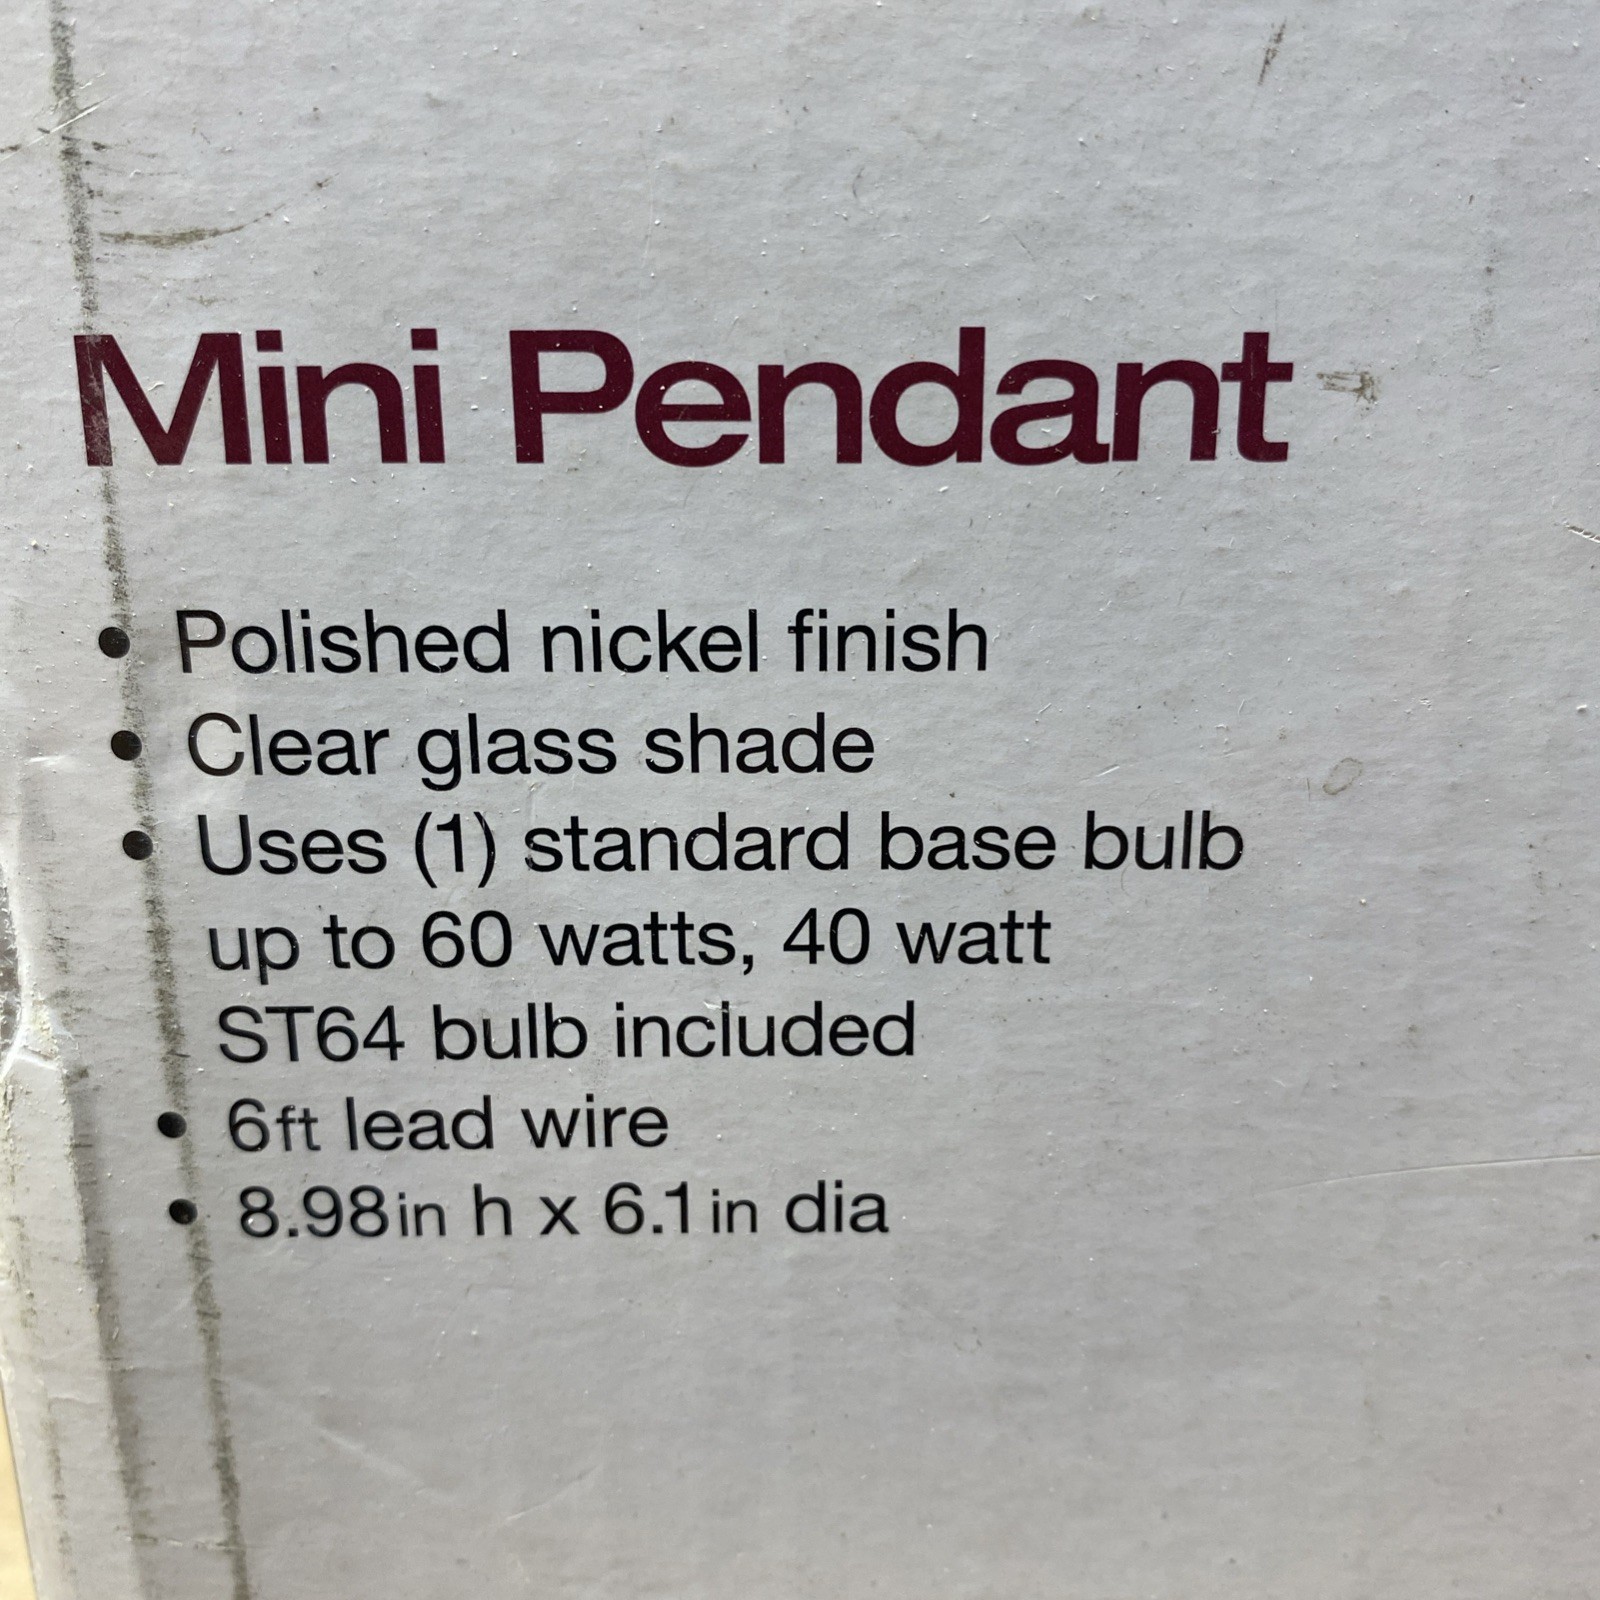 Mini Pendant
• Polished nickel finish
• Clear glass shade
• Uses (1) standard base bulb
up to 60 watts, 40 watt
ST64 bulb included
• 6ft lead wire
• 8.98in h x 6.1in dia